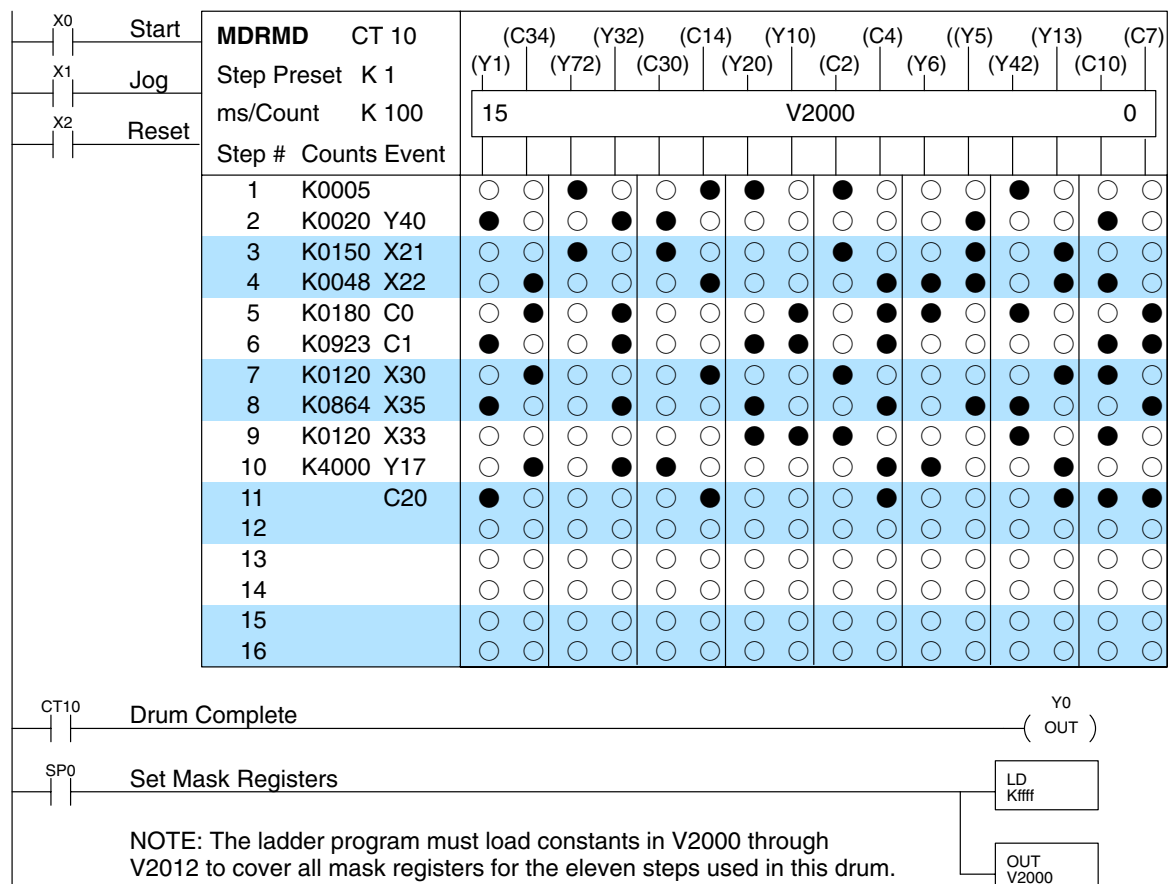 X0 Start
X1 Jog
X2 Reset
MDRMD CT 10
Step Preset K 1
ms/Count K 100
Step # Counts Event
(C34) (Y32) (C14) (Y10) (C4) ((Y5) (Y13) (C7)
(Y1) (Y72) (C30) (Y20) (C2) (Y6) (Y42) (C10)
15 V2000 0
1 K0005
2 K0020 Y40
3 K0150 X21
4 K0048 X22
5 K0180 C0
6 K0923 C1
7 K0120 X30
8 K0864 X35
9 K0120 X33
10 K4000 Y17
11 C20
12
13
14
15
16
CT10 Drum Complete Y0
OUT
SP0 Set Mask Registers
LD
Kffff
NOTE: The ladder program must load constants in V2000 through
V2012 to cover all mask registers for the eleven steps used in this drum.
OUT
V2000